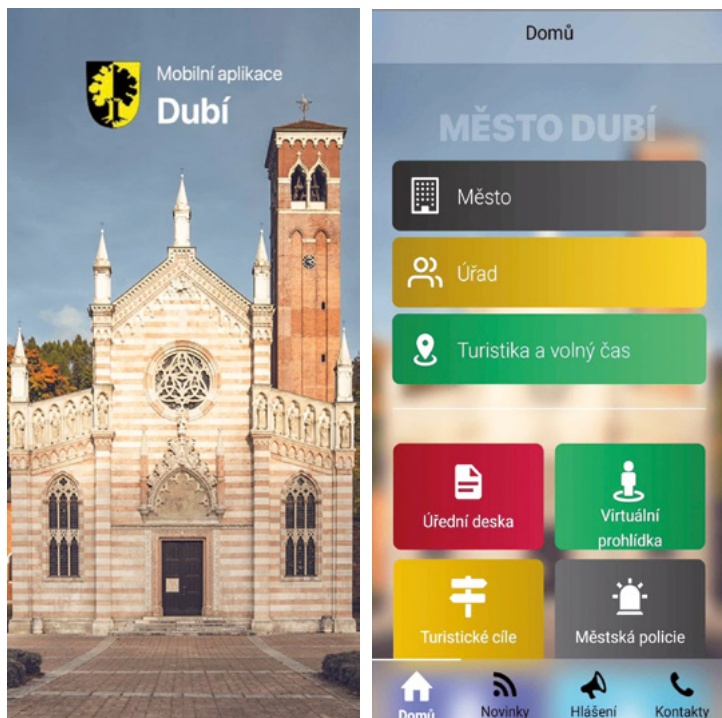 Mobilní aplikace
Dubí
Domů
MĚSTO DUBÍ
Město
Úřad
Turistika a volný čas
Úřední deska
Virtuální
prohlídka
Turistické cíle
Městská policie
Domů
Novinky
Hlášení
Kontakty